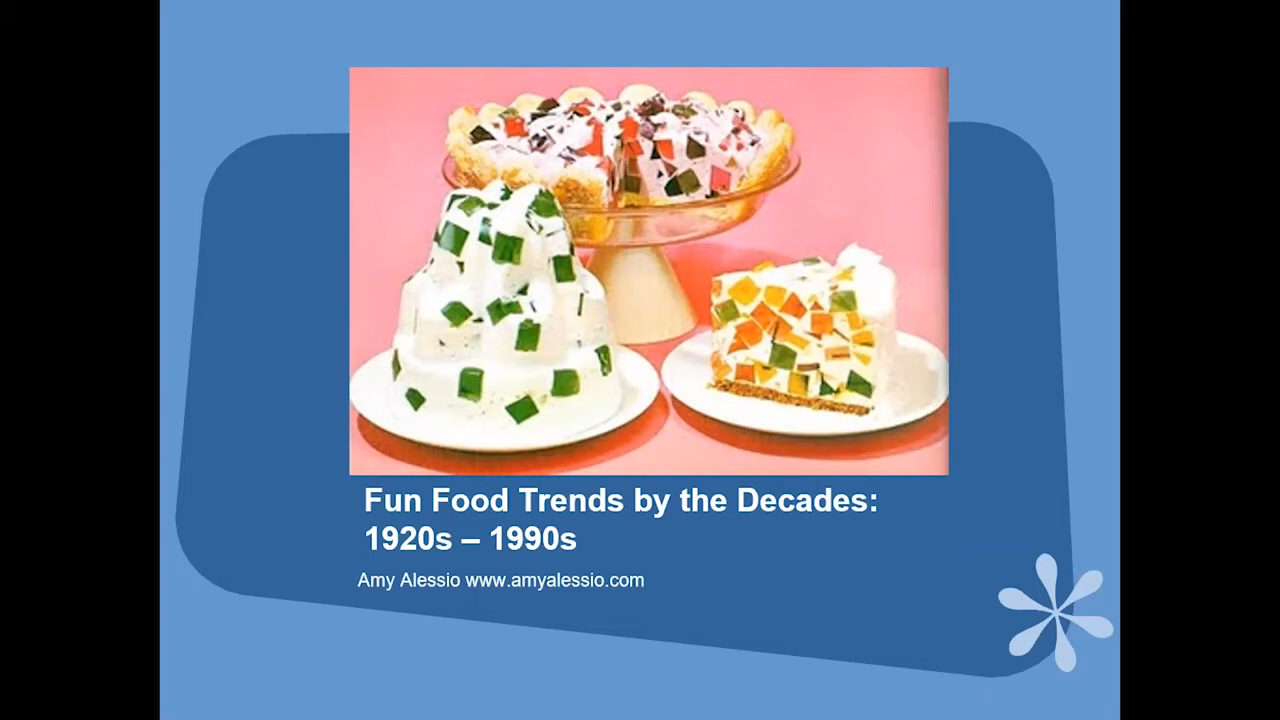 Fun Food Trends by the Decades:
1920s – 1990s
Amy Alessio www.amyalessio.com